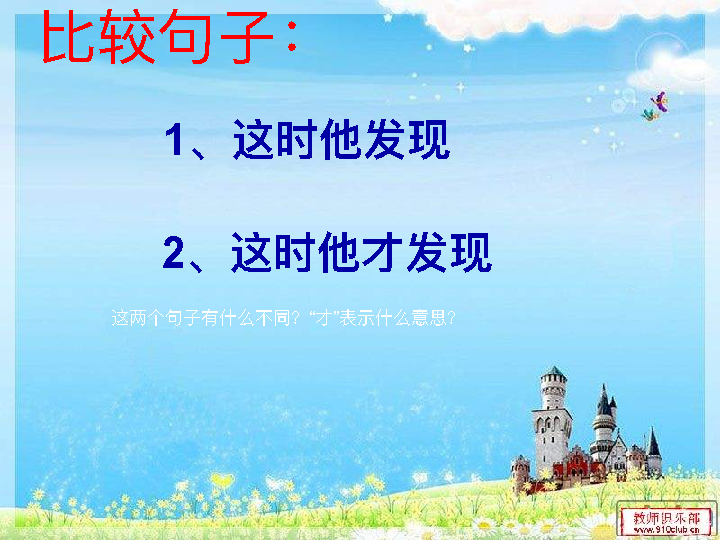 比较句子：
1、这时他发现
2、这时他才发现
这两个句子有什么不同？“才”表示什么意思？
教师俱乐部
www.910club.cn